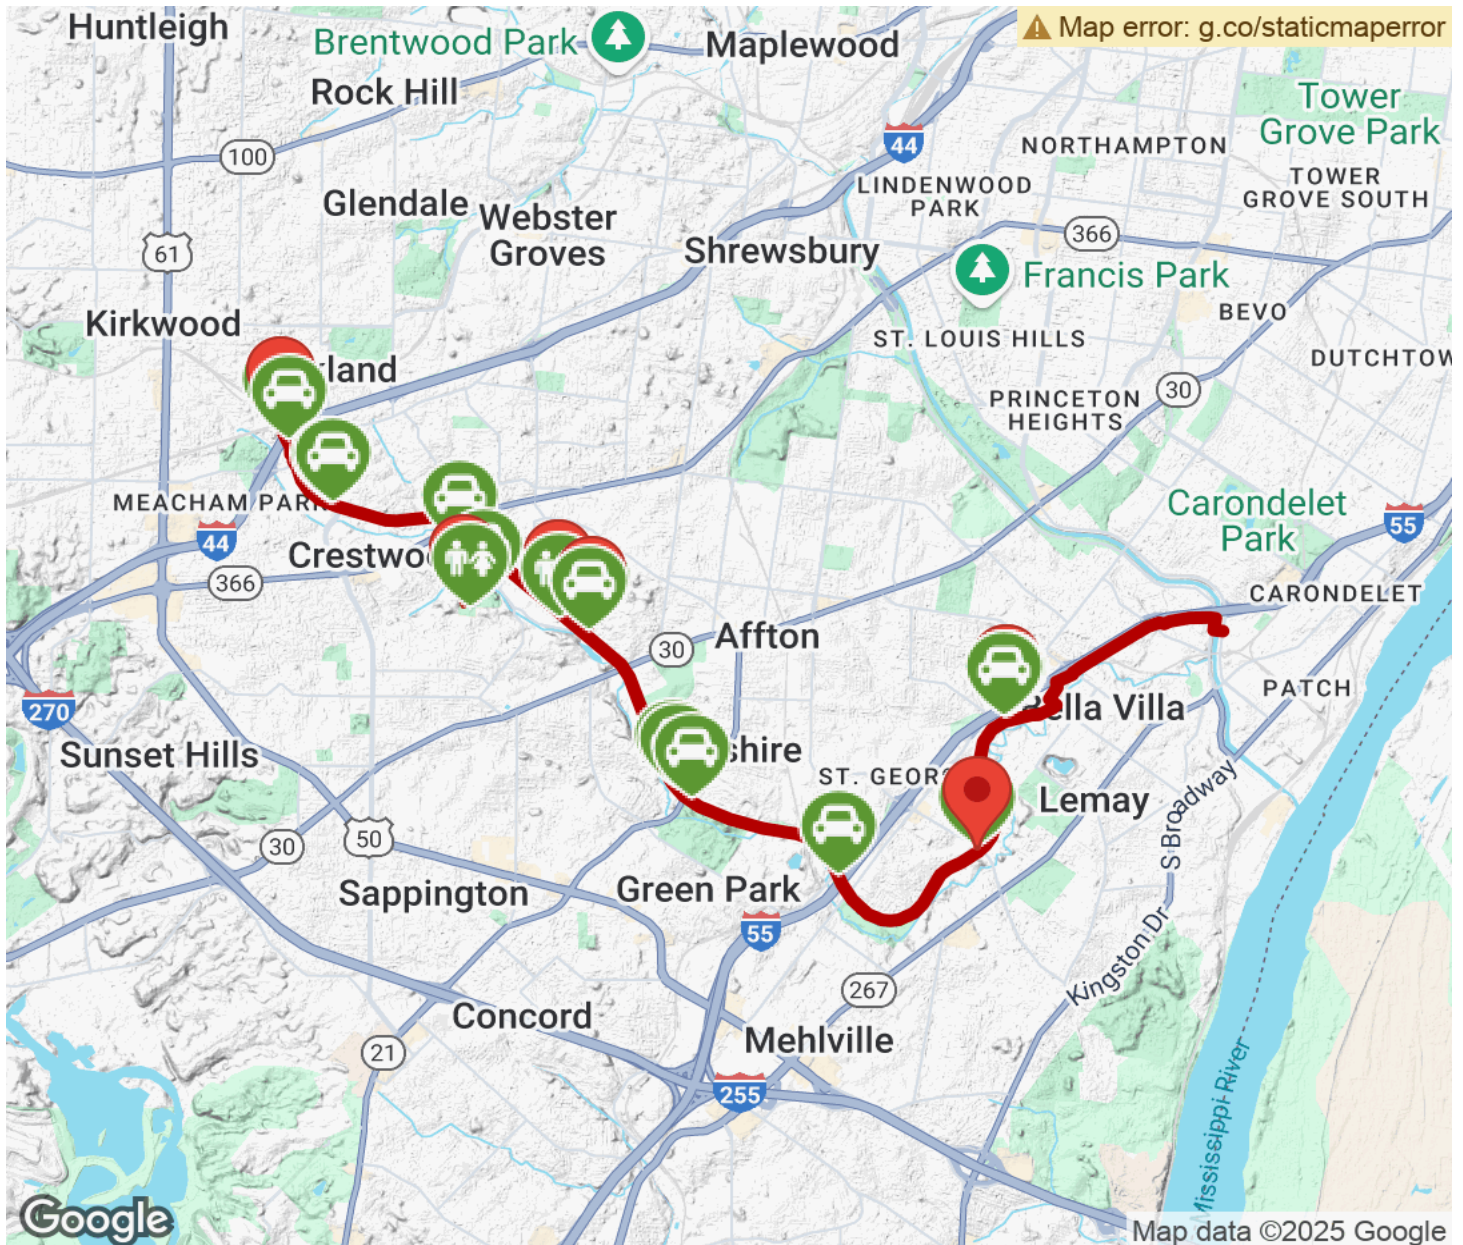 Huntleigh
Brentwood Park
Maplewood
Map error: g.co/staticmaperror
Rock Hill
Tower
Grove Park
100
44
NORTHAMPTON
LINDENWOOD
PARK
TOWER
GROVE SOUTH
Glendale
Webster
Groves
61
Shrewsbury
366
Francis Park
Kirkwood
BEVO
ST. LOUIS HILLS
rland
DUTCHTOW
PRINCETON
HEIGHTS
30
MEACHAM PAR
Carondelet
Park
55
44
Crestwo
366
CARONDELET
30
Affton
PATCH
270
Bella Villa
Sunset Hills
shire
ST. GEOR
Lemay
S Broadway
30
50
Sappington
Green Park
55
Kingston Dr
267
Concord
Mehlville
21
255
Mississippi River
Google
Map data ©2025 Google